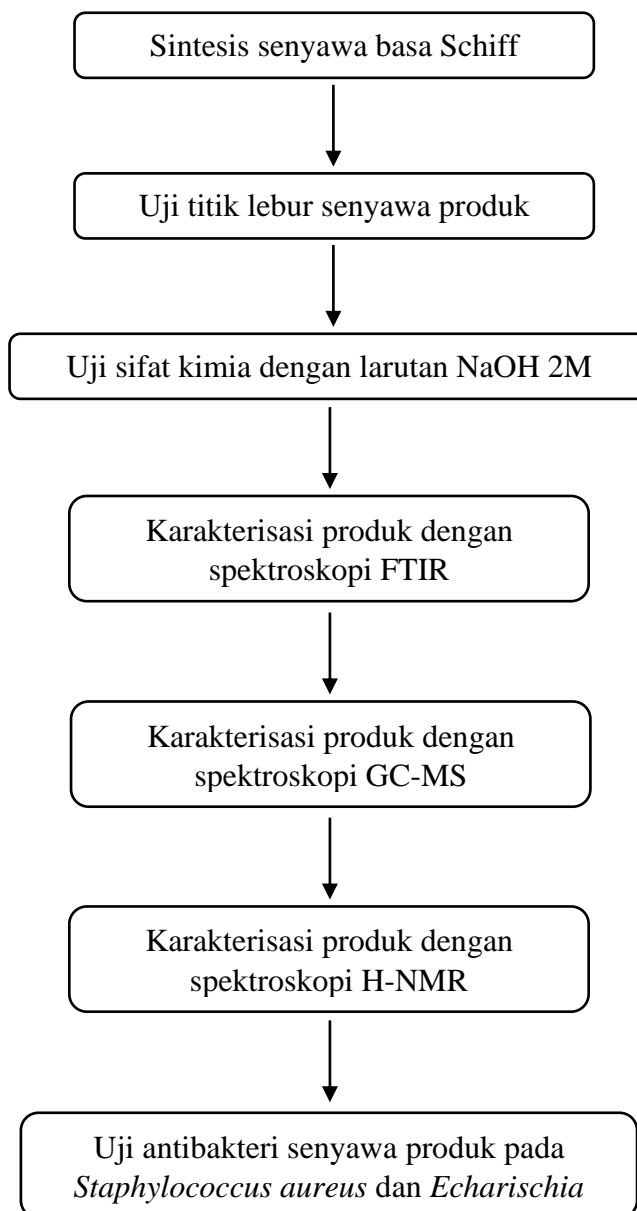 Sintesis senyawa basa Schiff
Uji titik lebur senyawa produk
Uji sifat kimia dengan larutan NaOH 2M
Karakterisasi produk dengan
spektroskopi FTIR
Karakterisasi produk dengan
spektroskopi GC-MS
Karakterisasi produk dengan
spektroskopi H-NMR
Uji antibakteri senyawa produk pada
Staphylococcus aureus dan Echarischia